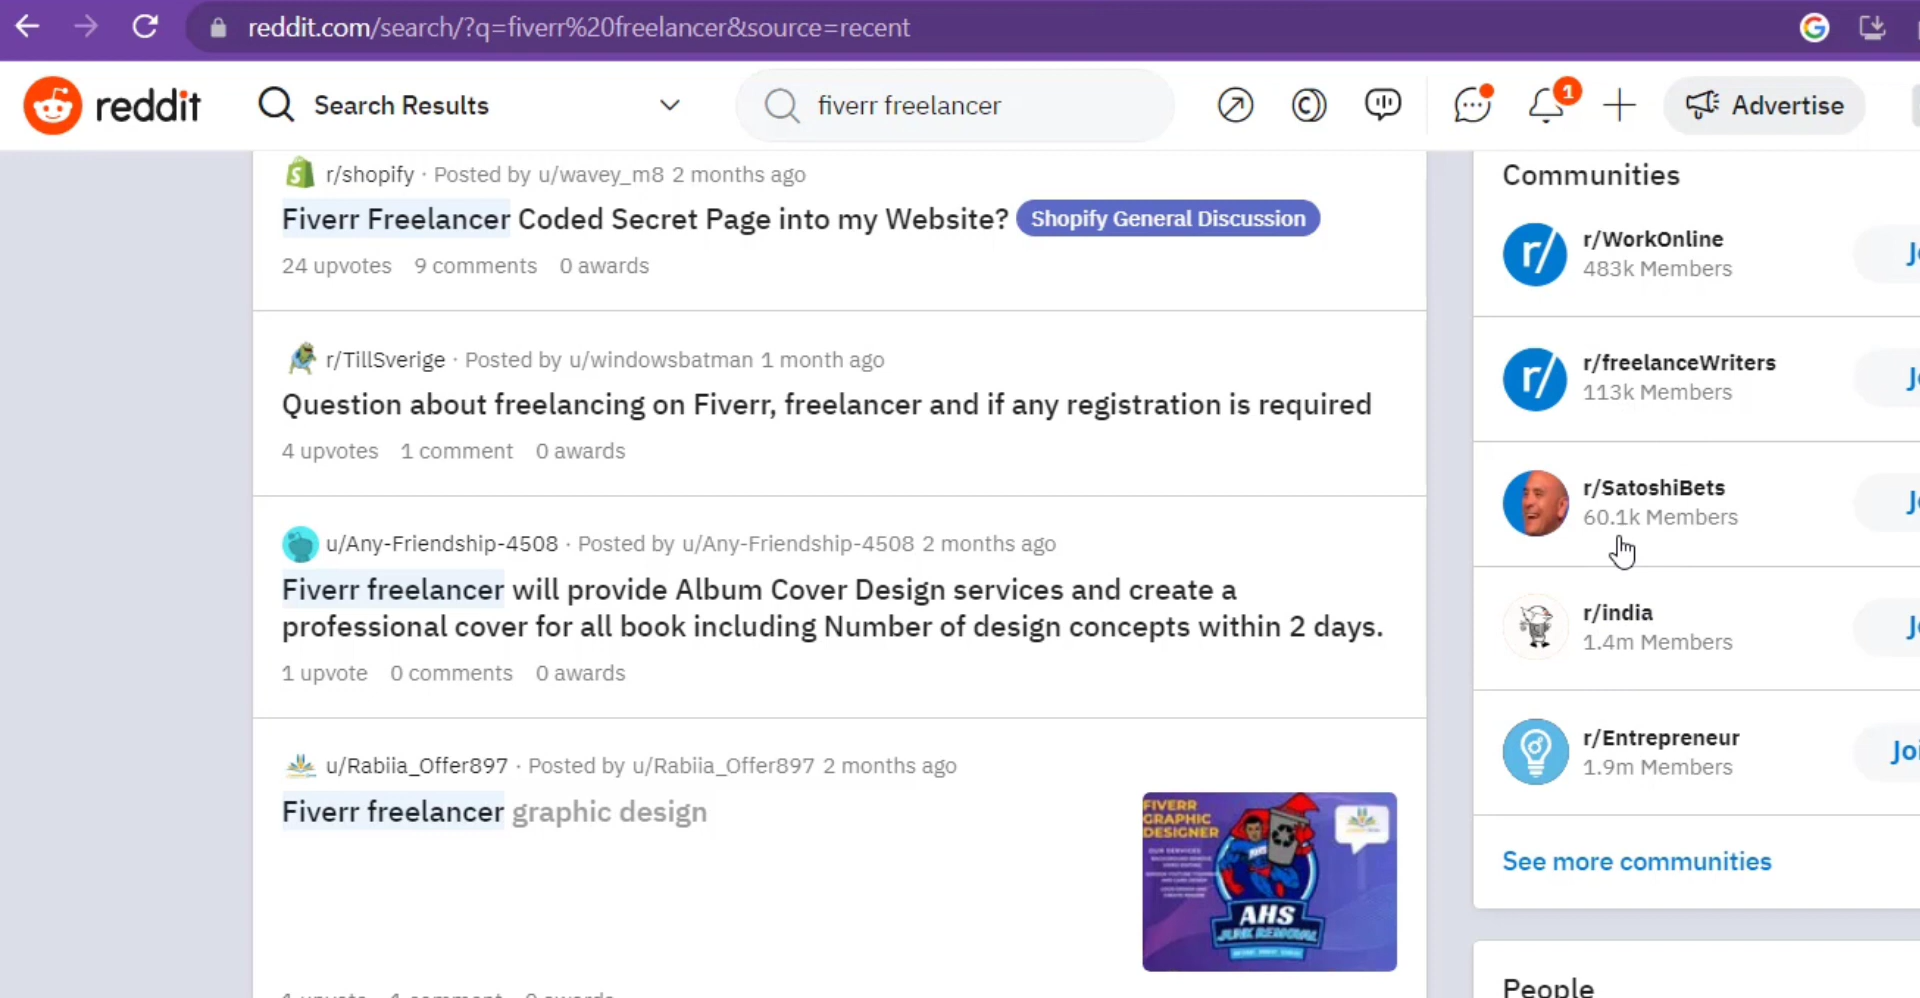 reddit.com/search/?q=fiverr%20freelancer&source=recent
reddit
Search Results
fiverr freelancer
1
Advertise
r/shopify · Posted by u/wavey_m8 2 months ago
Fiverr Freelancer Coded Secret Page into my Website? Shopify General Discussion
24 upvotes 9 comments 0 awards
r/TillSverige · Posted by u/windowsbatman 1 month ago
Question about freelancing on Fiverr, freelancer and if any registration is required
4 upvotes 1 comment 0 awards
u/Any-Friendship-4508 · Posted by u/Any-Friendship-4508 2 months ago
Fiverr freelancer will provide Album Cover Design services and create a
professional cover for all book including Number of design concepts within 2 days.
1 upvote 0 comments 0 awards
u/Rabiia_Offer897 · Posted by u/Rabiia_Offer897 2 months ago
Fiverr freelancer graphic design
FIVERR
GRAPHIC
DESIGNER
OUR SERVICES
AHS
JUNK REMOVAL
Communities
r/
r/WorkOnline
483k Members
r/
r/freelanceWriters
113k Members
r/SatoshiBets
60.1k Members
r/india
1.4m Members
r/Entrepreneur
1.9m Members
Joi
See more communities
People